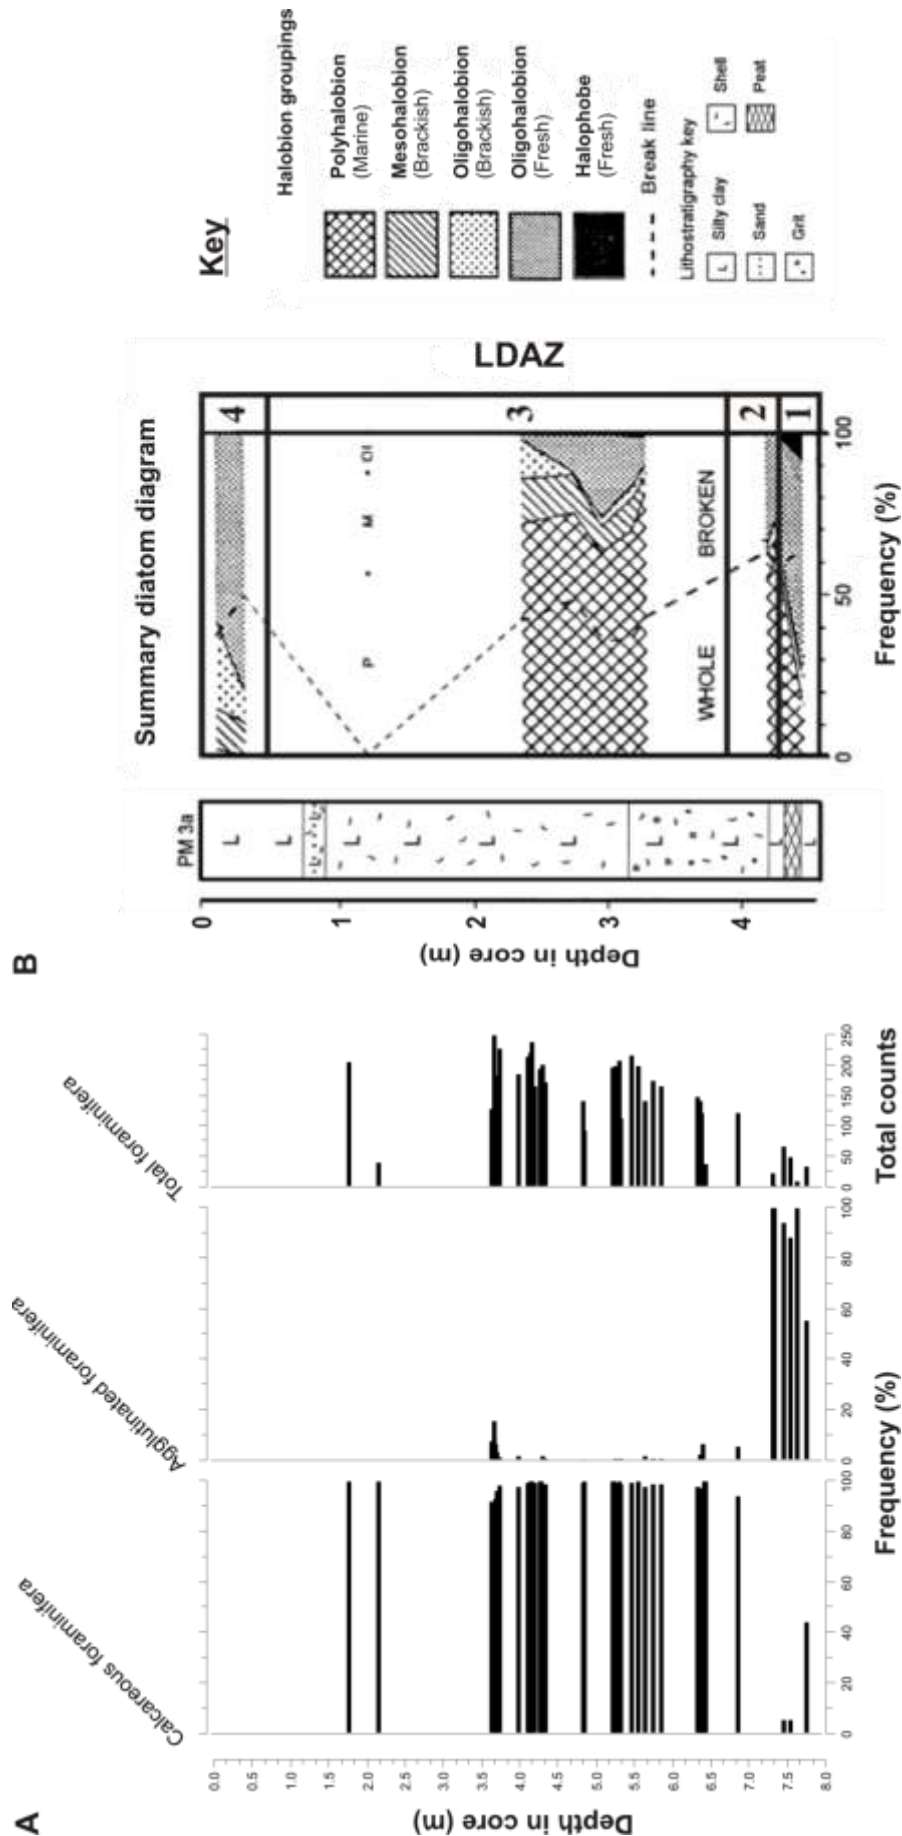 A
Calcareous foraminifera
Agglutinated foraminifera
Total foraminifera
Depth in core (m)
0.0
0.5
1.0
1.5
2.0
2.5
3.0
3.5
4.0
4.5
5.0
5.5
6.0
6.5
7.0
7.5
8.0
0 20 40 60 80 100
0 20 40 60 80 100
0 50 100 150 200 250
Frequency (%)
Total counts
B
Summary diatom diagram
PM 3a
Depth in core (m)
0
1
2
3
4
L
L
L
L
L
L
L
L
L
L
P M Ol
WHOLE BROKEN
4
3
2
1
LDAZ
0 50 100
Frequency (%)
Key
Halobion groupings
Polyhalobion
(Marine)
Mesohalobion
(Brackish)
Oligohalobion
(Brackish)
Oligohalobion
(Fresh)
Halophobe
(Fresh)
Break line
Lithostratigraphy key
L Silty clay
Shell
Sand
Peat
Grit